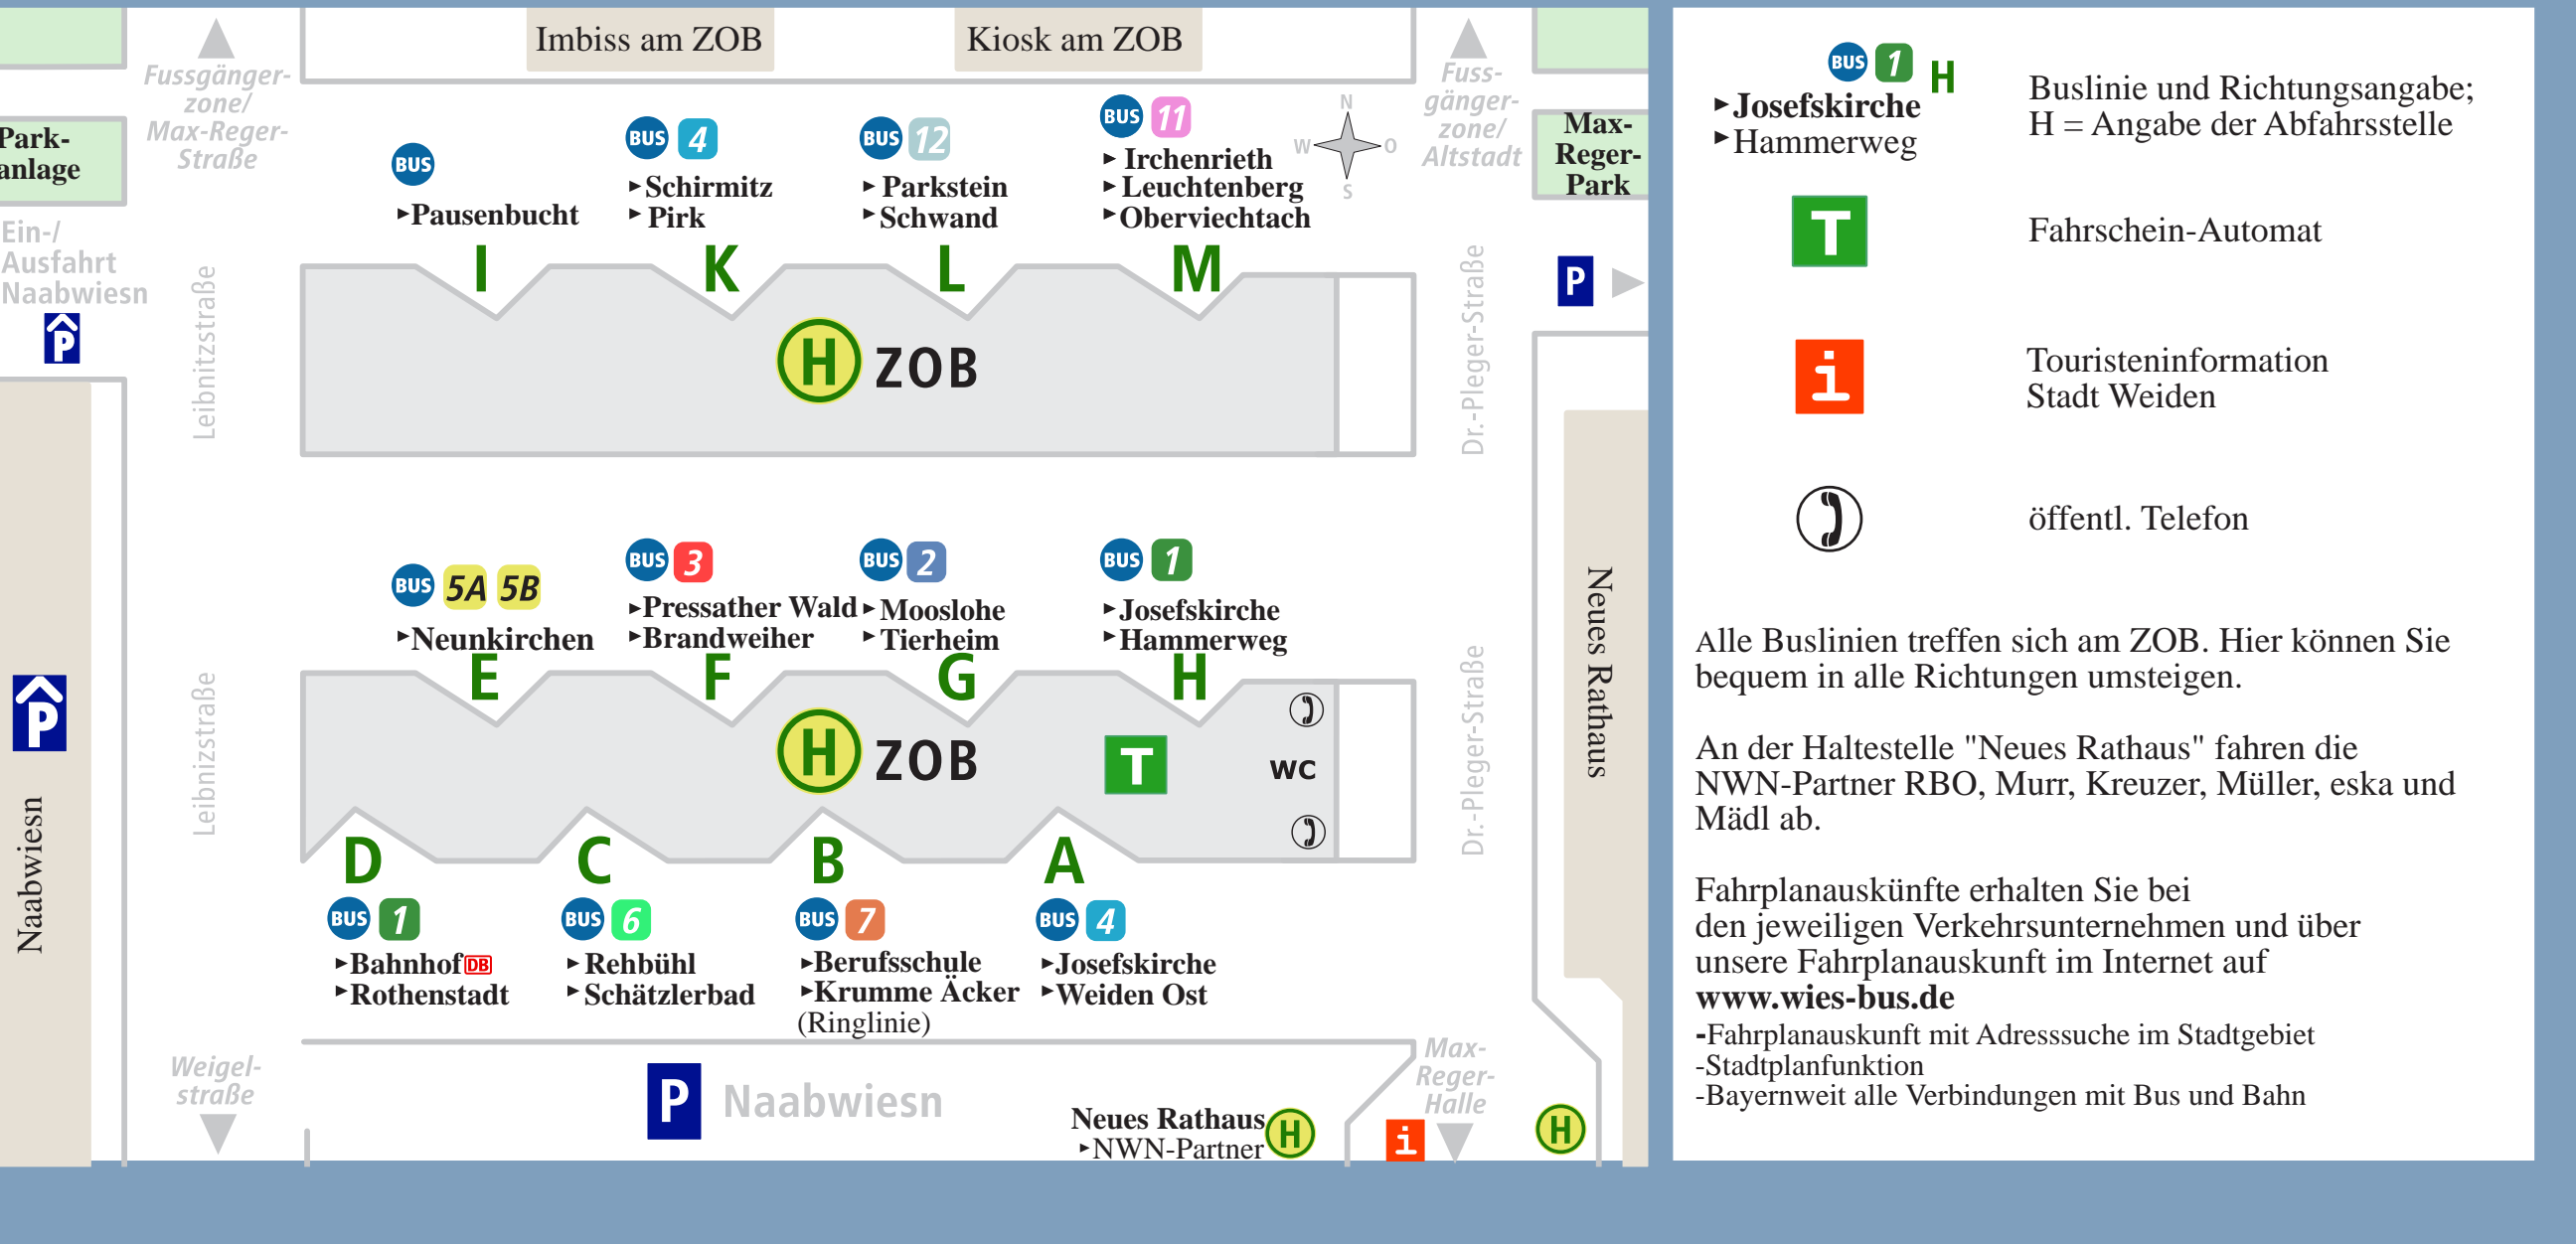 Imbiss am ZOB
Kiosk am ZOB
Fussgänger-
zone/
Max-Reger-
Straße
Fuss-
gänger-
zone/
Altstadt
Park-
anlage
Max-
Reger-
Park
Ein-/
Ausfahrt
Naabwiesn
P
N
W O
S
BUS
Pausenbucht
I
BUS 4
Schirmitz
Pirk
K
BUS 12
Parkstein
Schwand
L
BUS 11
Irchenrieth
Leuchtenberg
Oberviechtach
M
P
Leibnitzstraße
H ZOB
Dr.-Pleger-Straße
BUS 5A 5B
Neunkirchen
E
BUS 3
Pressather Wald
Brandweiher
F
BUS 2
Mooslohe
Tierheim
G
BUS 1
Josefskirche
Hammerweg
H
Neues Rathaus
P
Naabwiesn
Leibnizstraße
H ZOB
T
WC
Dr.-Pleger-Straße
D
BUS 1
Bahnhof DB
Rothenstadt
C
BUS 6
Rehbühl
Schätzlerbad
B
BUS 7
Berufsschule
Krumme Äcker
(Ringlinie)
A
BUS 4
Josefskirche
Weiden Ost
Weigel-
straße
P Naabwiesn
Neues Rathaus
NWN-Partner
H
Max-
Reger-
Halle
i
H
BUS 1 H
Josefskirche
Hammerweg
Buslinie und Richtungsangabe;
H = Angabe der Abfahrsstelle
T
Fahrschein-Automat
i
Touristeninformation
Stadt Weiden
öffentl. Telefon
Alle Buslinien treffen sich am ZOB. Hier können Sie
bequem in alle Richtungen umsteigen.
An der Haltestelle "Neues Rathaus" fahren die
NWN-Partner RBO, Murr, Kreuzer, Müller, eska und
Mädl ab.
Fahrplanauskünfte erhalten Sie bei
den jeweiligen Verkehrsunternehmen und über
unsere Fahrplanauskunft im Internet auf
www.wies-bus.de
-Fahrplanauskunft mit Adresssuche im Stadtgebiet
-Stadtplanfunktion
-Bayernweit alle Verbindungen mit Bus und Bahn